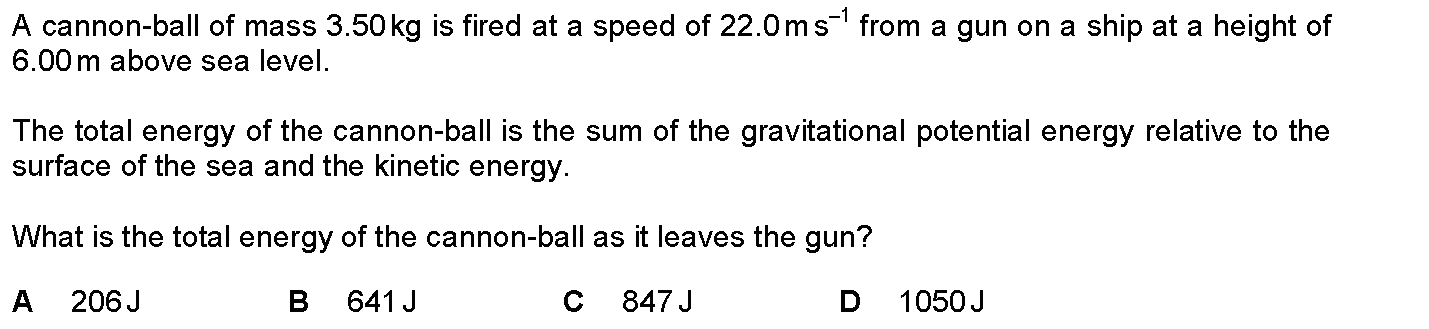 A cannon-ball of mass 3.50 kg is fired at a speed of 22.0 m s⁻¹ from a gun on a ship at a height of
6.00 m above sea level.
The total energy of the cannon-ball is the sum of the gravitational potential energy relative to the
surface of the sea and the kinetic energy.
What is the total energy of the cannon-ball as it leaves the gun?
A 206 J B 641 J C 847 J D 1050 J